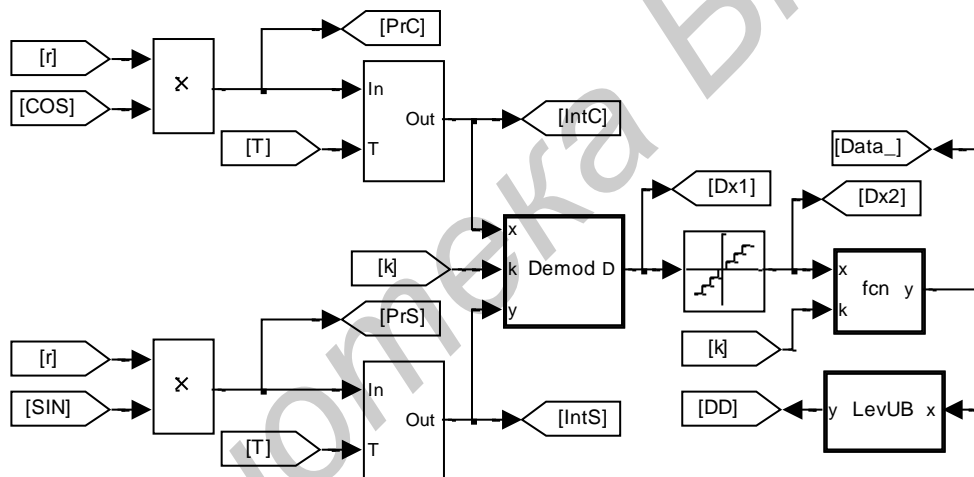 [PrC]
[r]
[COS]
×
In
Out
T
[T]
[IntC]
[Data_]
[Dx1]
[Dx2]
x
k
y
Demod D
[k]
x
k
fcn
y
[k]
[PrS]
[r]
[SIN]
×
In
Out
T
[T]
[IntS]
[DD]
y
LevUB
x